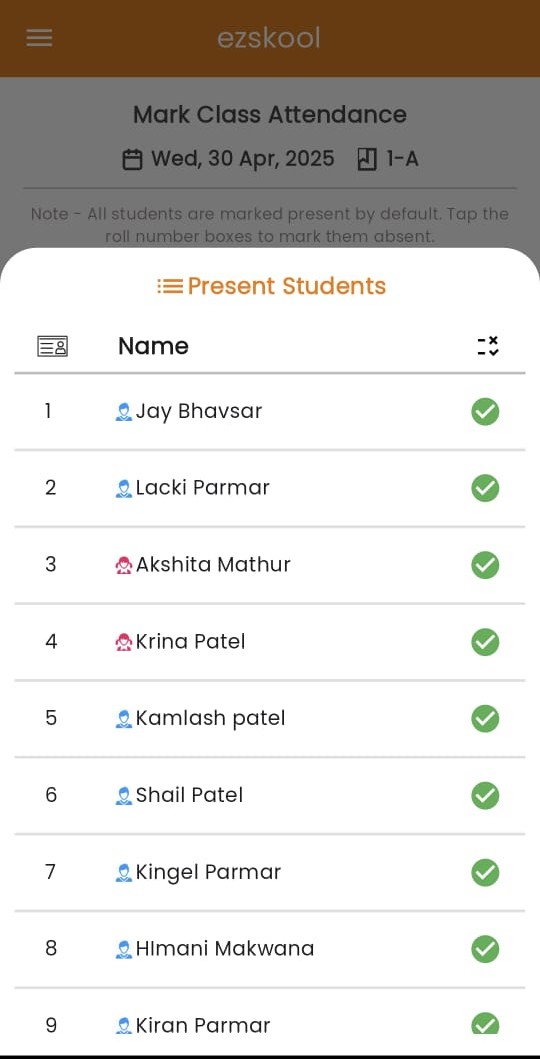 ezskool
Mark Class Attendance
Wed, 30 Apr, 2025 1-A
Note - All students are marked present by default. Tap the
roll number boxes to mark them absent.
Present Students
Name
1 Jay Bhavsar
2 Lacki Parmar
3 Akshita Mathur
4 Krina Patel
5 Kamlash patel
6 Shail Patel
7 Kingel Parmar
8 HImani Makwana
9 Kiran Parmar